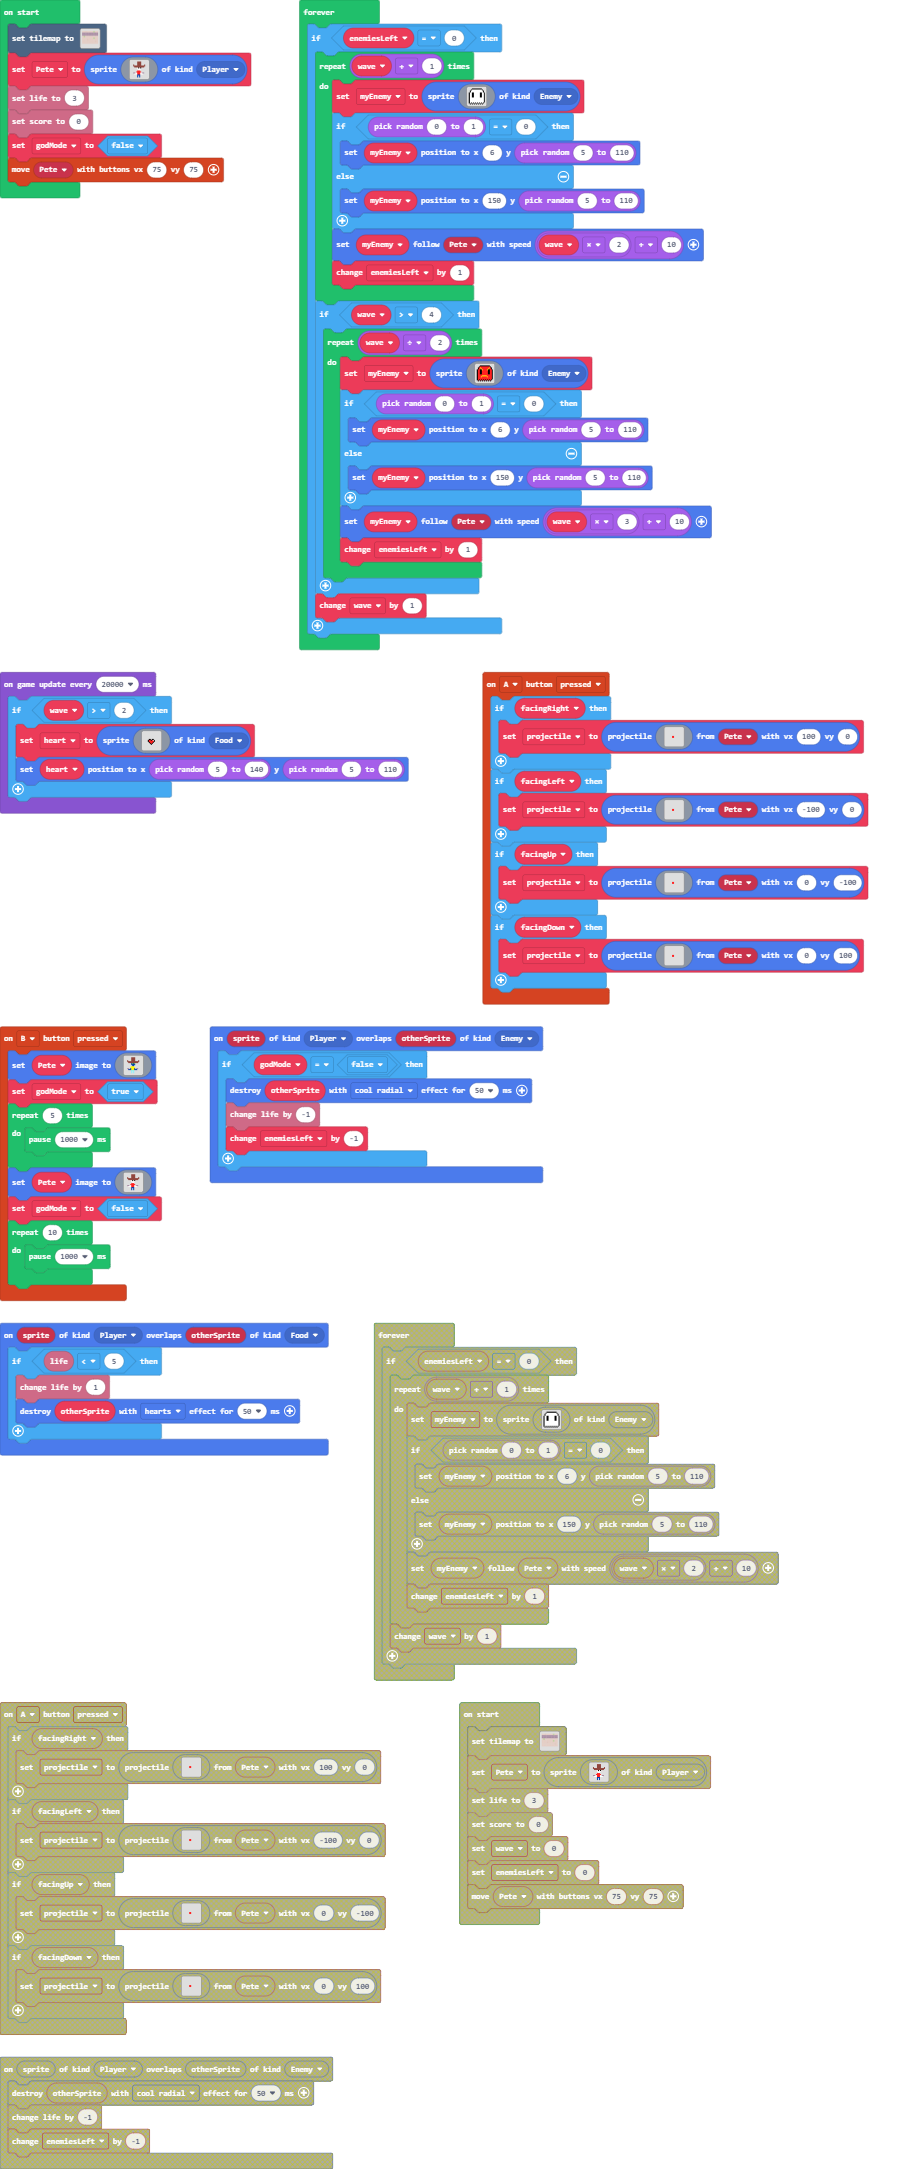 on start
set tilemap to
set Pete to sprite of kind Player
set life to 3
set score to 0
set godMode to false
move Pete with buttons vx 75 vy 75
forever
if enemiesLeft = 0 then
repeat wave + 1 times
do
set myEnemy to sprite of kind Enemy
if pick random 0 to 1 = 0 then
set myEnemy position to x 6 y pick random 5 to 110
else
set myEnemy position to x 150 y pick random 5 to 110
set myEnemy follow Pete with speed wave × 2 ÷ 10
change enemiesLeft by 1
if wave > 4 then
repeat wave ÷ 2 times
do
set myEnemy to sprite of kind Enemy
if pick random 0 to 1 = 0 then
set myEnemy position to x 6 y pick random 5 to 110
else
set myEnemy position to x 150 y pick random 5 to 110
set myEnemy follow Pete with speed wave × 3 ÷ 10
change enemiesLeft by 1
change wave by 1
on game update every 20000 ms
if wave > 2 then
set heart to sprite of kind Food
set heart position to x pick random 5 to 140 y pick random 5 to 110
on A button pressed
if facingRight then
set projectile to projectile from Pete with vx 100 vy 0
if facingLeft then
set projectile to projectile from Pete with vx -100 vy 0
if facingUp then
set projectile to projectile from Pete with vx 0 vy -100
if facingDown then
set projectile to projectile from Pete with vx 0 vy 100
on B button pressed
set Pete image to
set godMode to true
repeat 5 times
do
pause 1000 ms
set Pete image to
set godMode to false
repeat 10 times
do
pause 1000 ms
on sprite of kind Player overlaps otherSprite of kind Enemy
if godMode = false then
destroy otherSprite with cool radial effect for 50 ms
change life by -1
change enemiesLeft by -1
on sprite of kind Player overlaps otherSprite of kind Food
if life < 5 then
change life by 1
destroy otherSprite with hearts effect for 50 ms
forever
if enemiesLeft = 0 then
repeat wave + 1 times
do
set myEnemy to sprite of kind Enemy
if pick random 0 to 1 = 0 then
set myEnemy position to x 6 y pick random 5 to 110
else
set myEnemy position to x 150 y pick random 5 to 110
set myEnemy follow Pete with speed wave × 2 ÷ 10
change enemiesLeft by 1
change wave by 1
on A button pressed
if facingRight then
set projectile to projectile from Pete with vx 100 vy 0
if facingLeft then
set projectile to projectile from Pete with vx -100 vy 0
if facingUp then
set projectile to projectile from Pete with vx 0 vy -100
if facingDown then
set projectile to projectile from Pete with vx 0 vy 100
on start
set tilemap to
set Pete to sprite of kind Player
set life to 3
set score to 0
set wave to 0
set enemiesLeft to 0
move Pete with buttons vx 75 vy 75
on sprite of kind Player overlaps otherSprite of kind Enemy
destroy otherSprite with cool radial effect for 50 ms
change life by -1
change enemiesLeft by -1